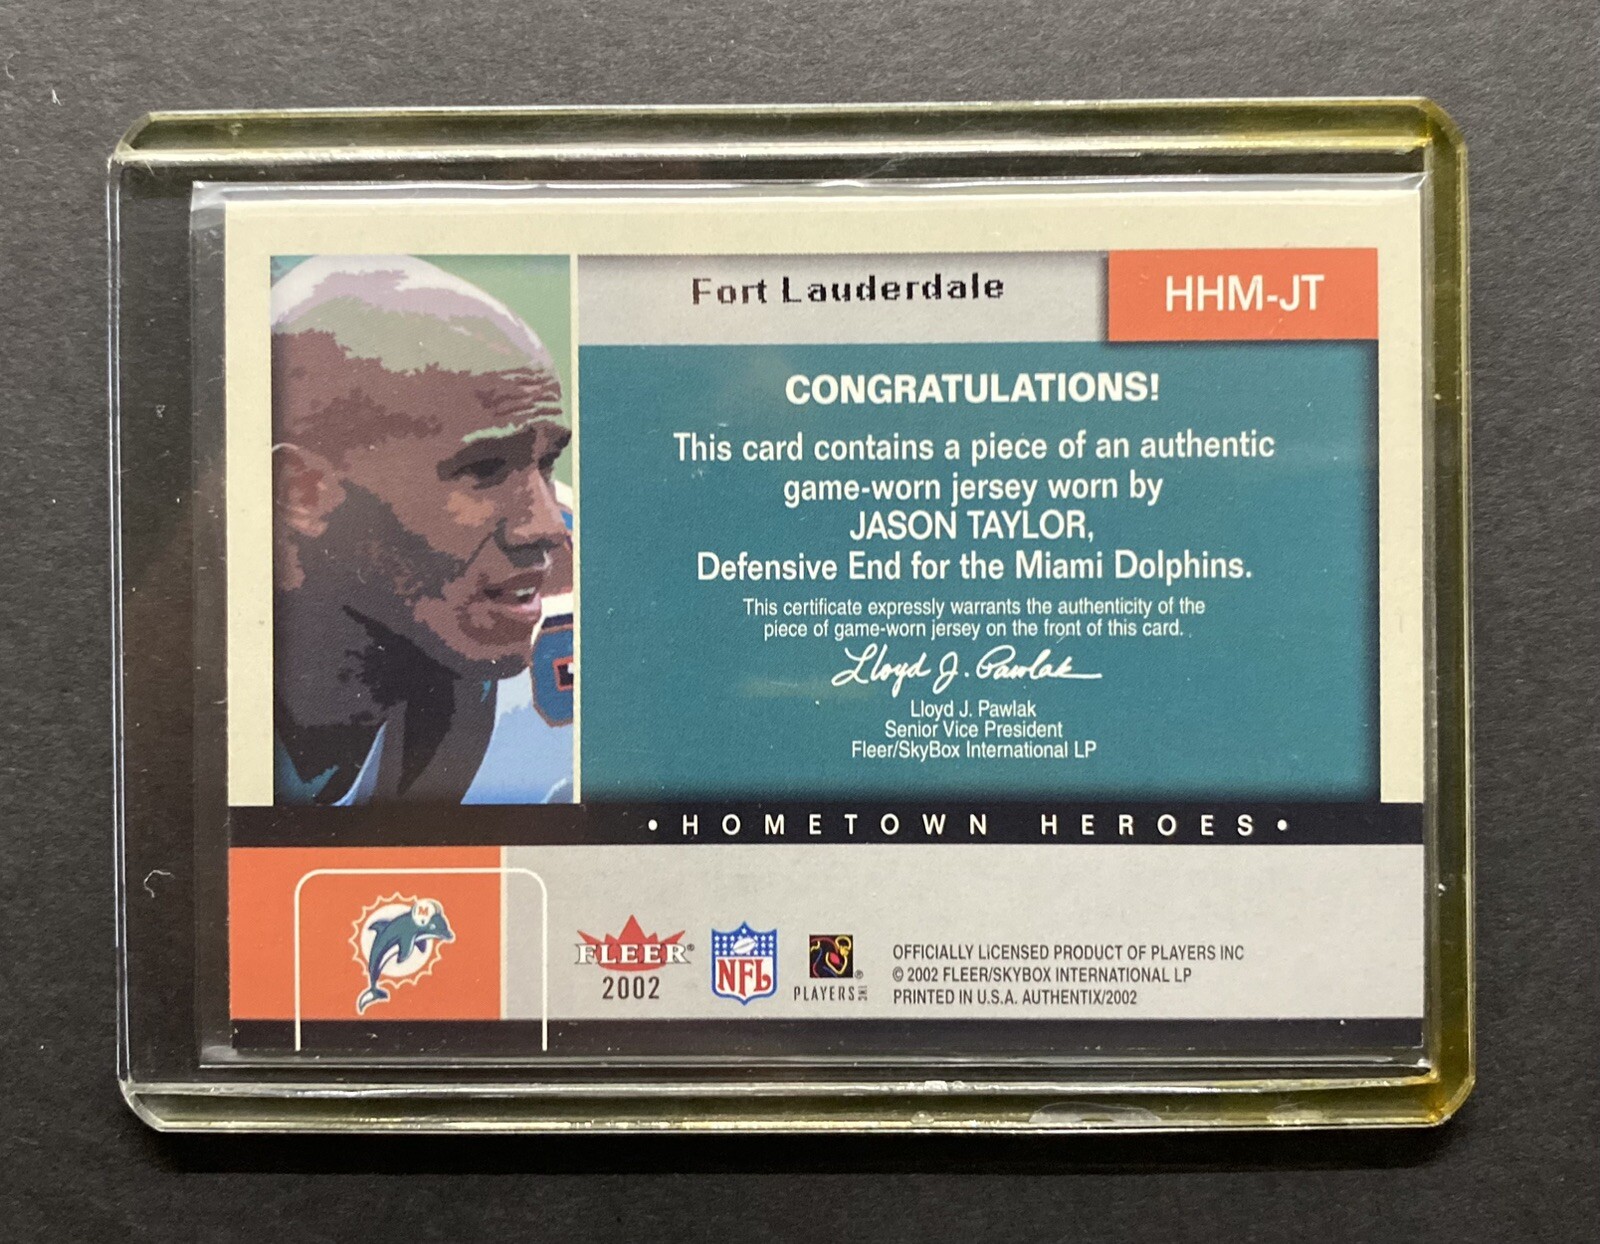 Fort Lauderdale
HHM-JT
CONGRATULATIONS!
This card contains a piece of an authentic
game-worn jersey worn by
JASON TAYLOR,
Defensive End for the Miami Dolphins.
This certificate expressly warrants the authenticity of the
piece of game-worn jersey on the front of this card.
Lloyd J. Pawlak
Lloyd J. Pawlak
Senior Vice President
Fleer/SkyBox International LP
• HOMETOWN HEROES •
M
FLEER®
2002
NFL
PLAYERS INC ®
OFFICIALLY LICENSED PRODUCT OF PLAYERS INC
© 2002 FLEER/SKYBOX INTERNATIONAL LP
PRINTED IN U.S.A. AUTHENTIX/2002